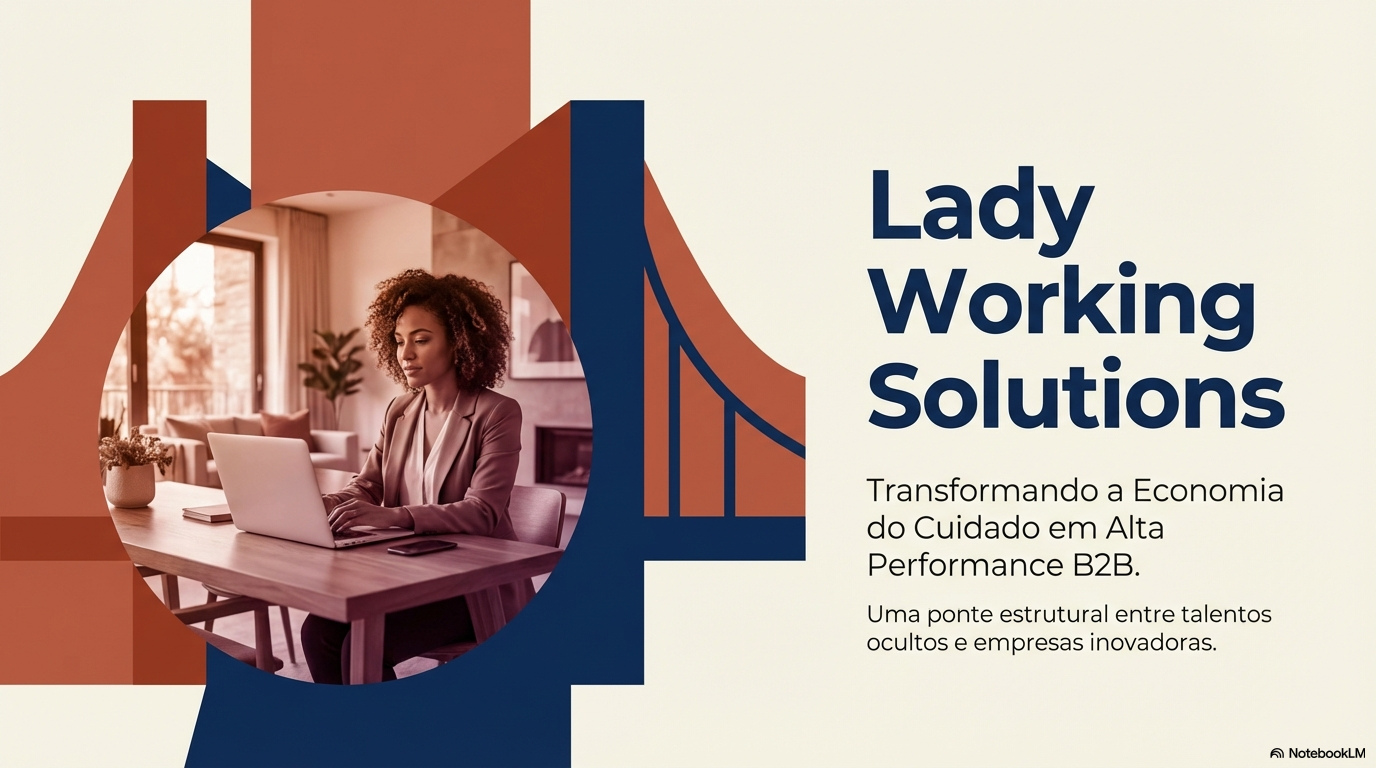 Lady
Working
Solutions
Transformando a Economia
do Cuidado em Alta
Performance B2B.
Uma ponte estrutural entre talentos
ocultos e empresas inovadoras.
NotebookLM